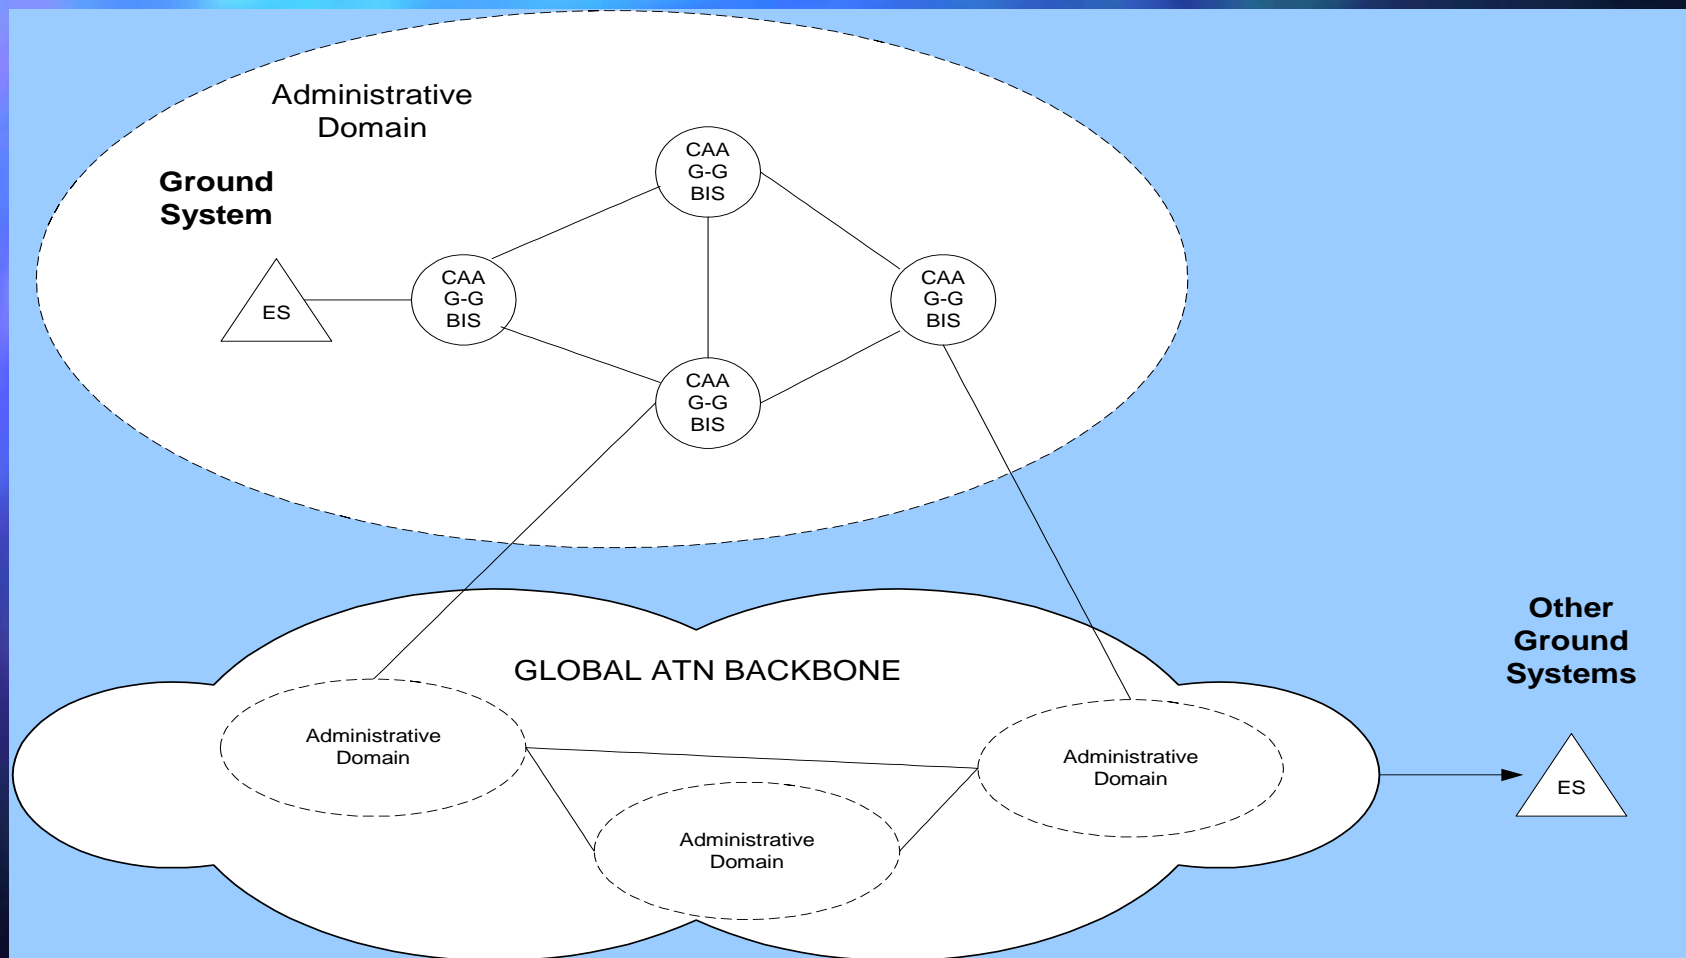 Administrative
Domain
Ground
System
CAA
G-G
BIS
CAA
G-G
BIS
CAA
G-G
BIS
ES
CAA
G-G
BIS
GLOBAL ATN BACKBONE
Other
Ground
Systems
Administrative
Domain
Administrative
Domain
Administrative
Domain
ES